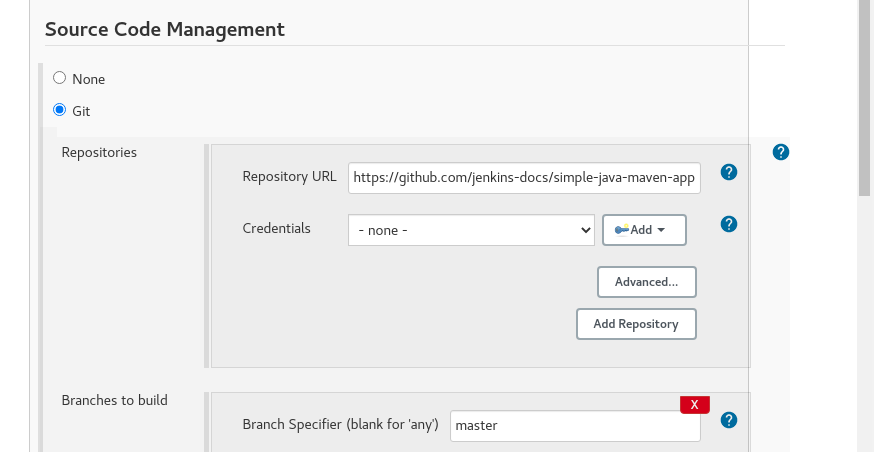 Source Code Management
None
Git
Repositories
?
Repository URL
https://github.com/jenkins-docs/simple-java-maven-app
?
Credentials
- none -
Add
?
Advanced...
Add Repository
Branches to build
X
Branch Specifier (blank for 'any')
master
?